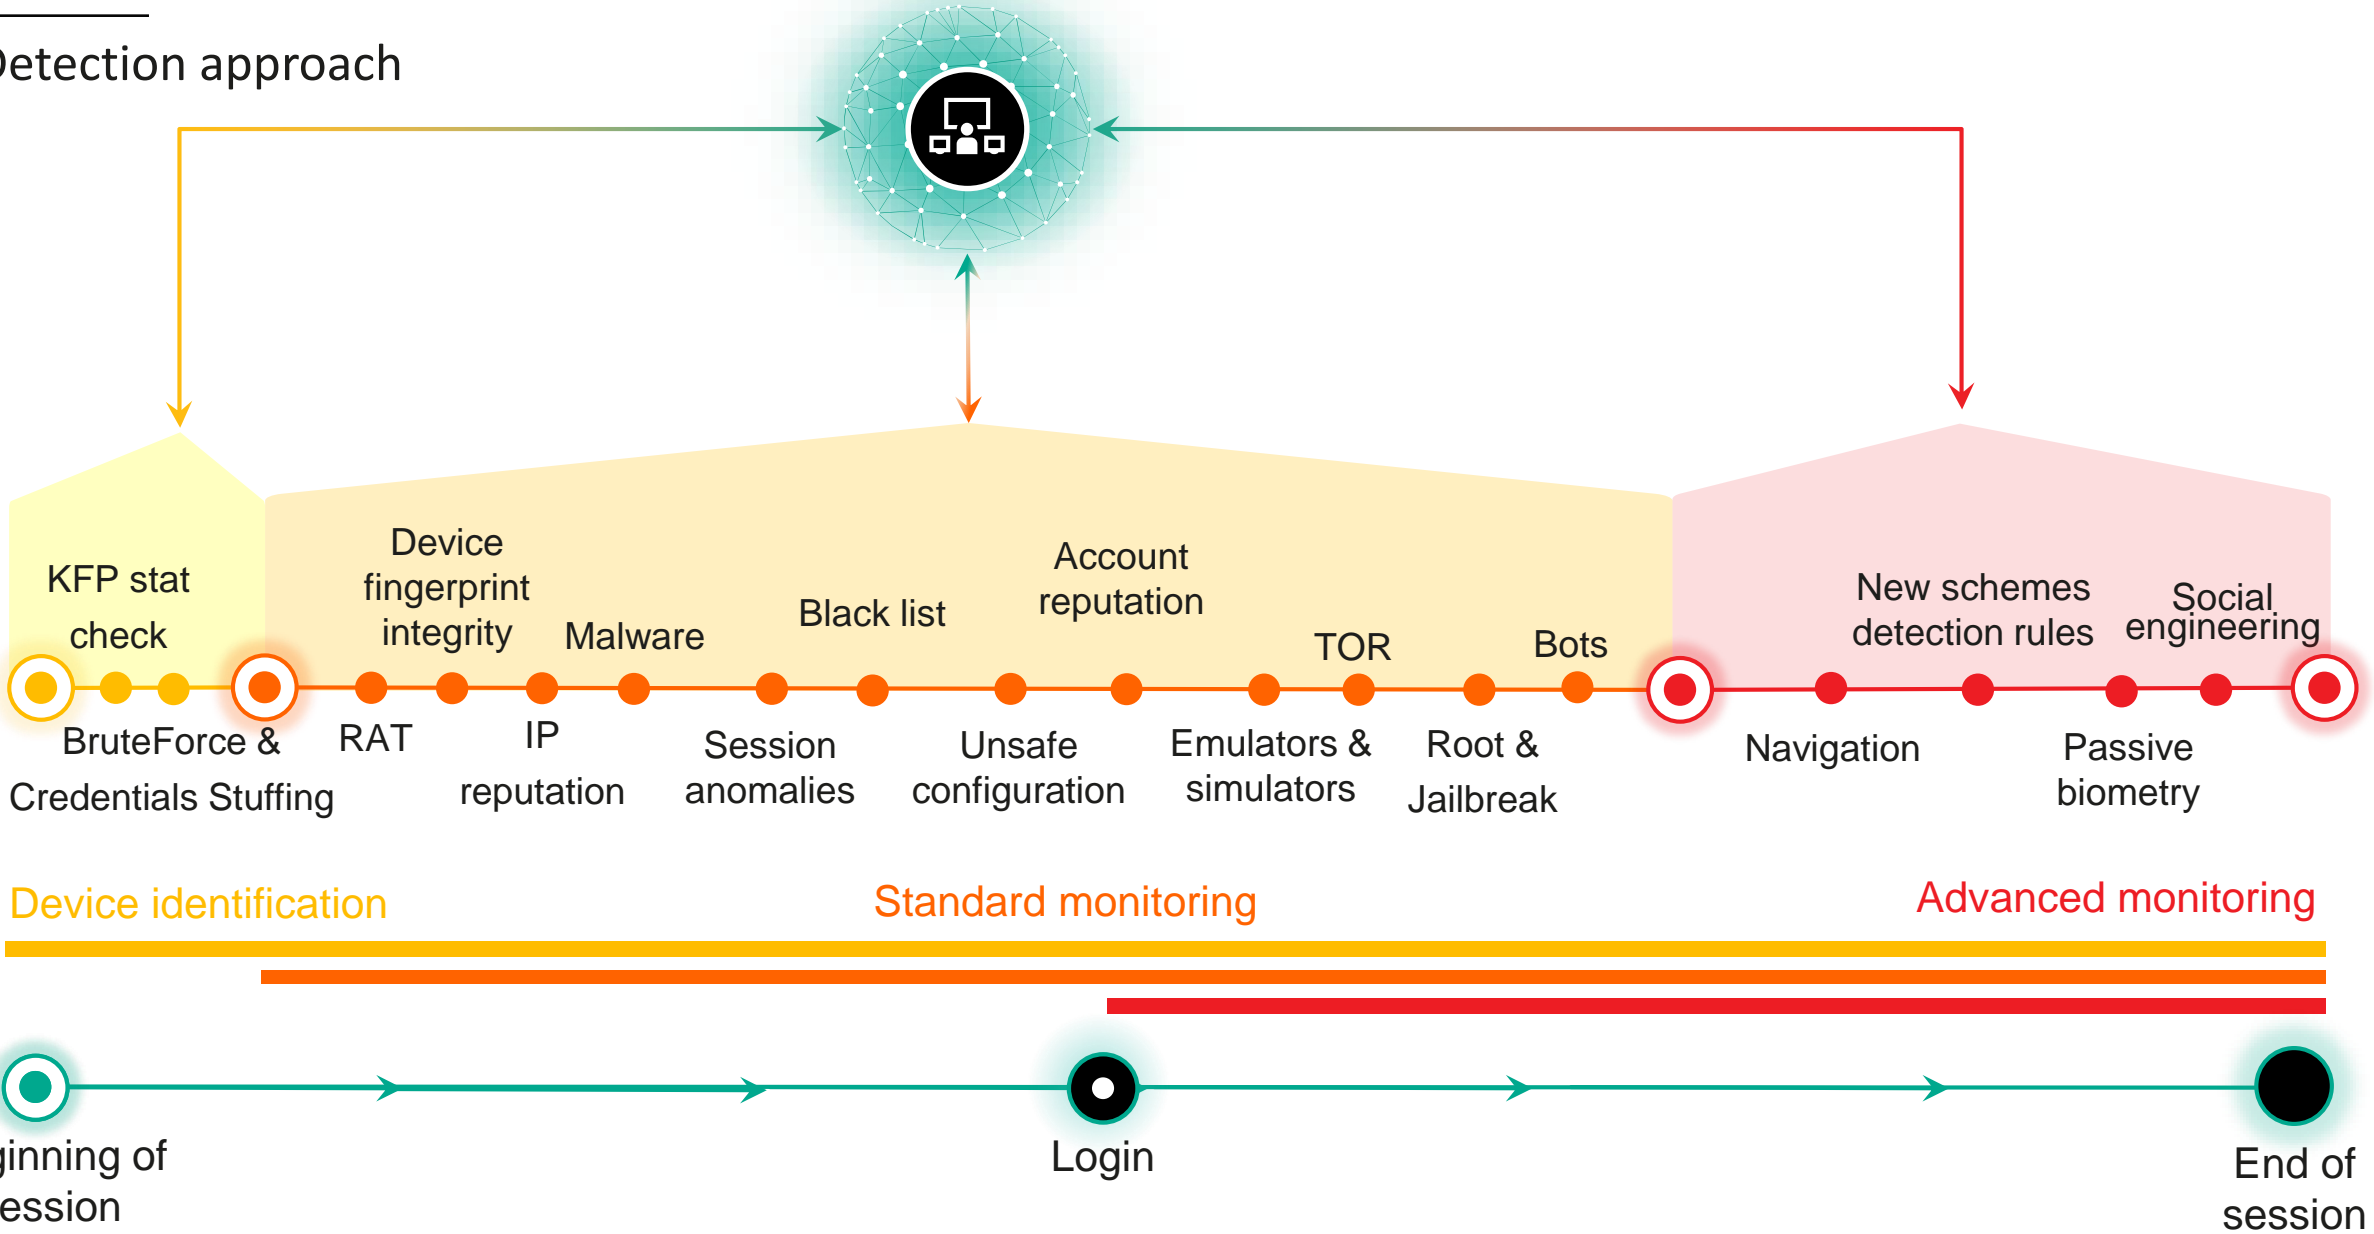 Detection approach
KFP stat
check
Device
fingerprint
integrity
Malware
Black list
Account
reputation
TOR
Bots
New schemes
detection rules
Social
engineering
BruteForce &
Credentials Stuffing
RAT
IP
reputation
Session
anomalies
Unsafe
configuration
Emulators &
simulators
Root &
Jailbreak
Navigation
Passive
biometry
Device identification
Standard monitoring
Advanced monitoring
ginning of
ession
Login
End of
session